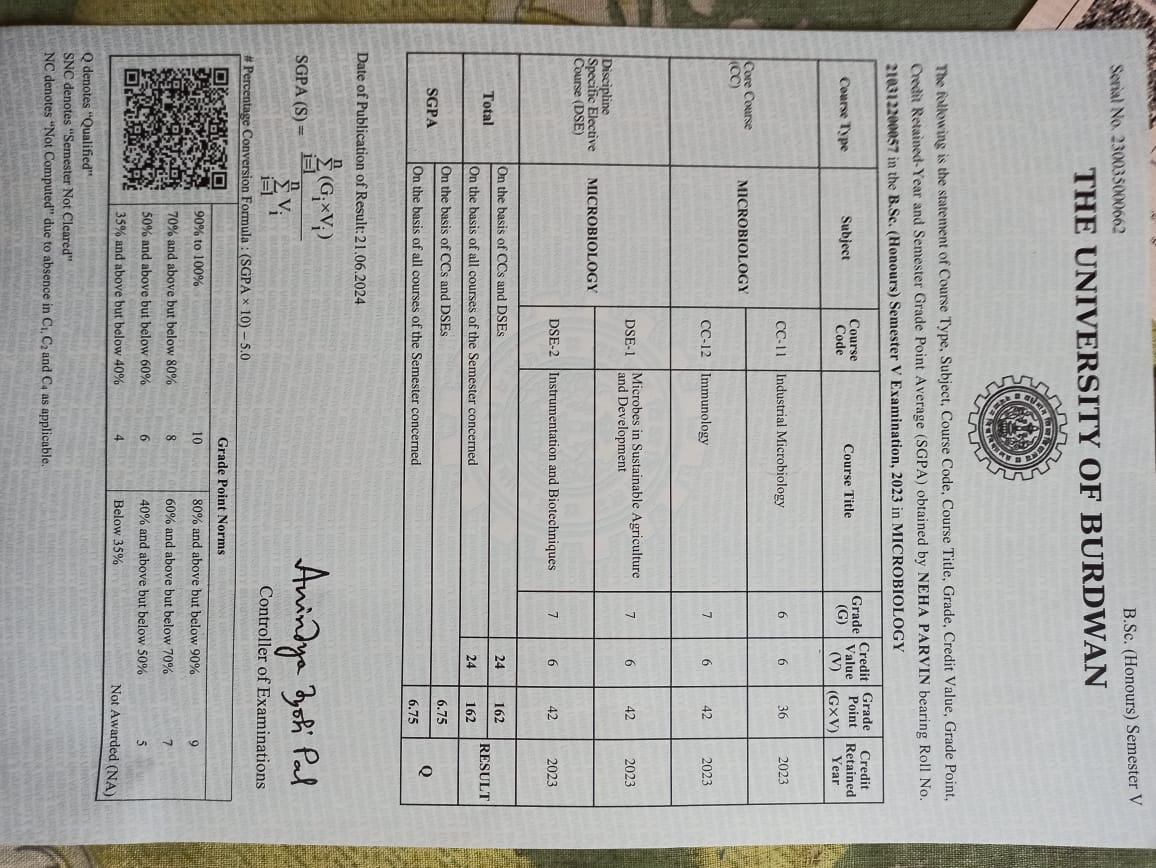 Serial No. 230035000662
B.Sc. (Honours) Semester V
THE UNIVERSITY OF BURDWAN
The following is the statement of Course Type, Subject, Course Code, Course Title, Grade, Credit Value, Grade Point,
Credit Retained-Year and Semester Grade Point Average (SGPA) obtained by NEHA PARVIN bearing Roll No.
210312200057 in the B.Sc. (Honours) Semester V Examination, 2023 in MICROBIOLOGY
Course Type Subject Course Code Course Title Grade (G) Credit Value (V) Grade Point (G×V) Credit Retained Year
Core Course (CC) MICROBIOLOGY CC-11 Industrial Microbiology 6 6 36 2023
CC-12 Immunology 7 6 42 2023
Discipline Specific Elective Course (DSE) MICROBIOLOGY DSE-1 Microbes in Sustainable Agriculture and Development 7 6 42 2023
DSE-2 Instrumentation and Biotechniques 7 6 42 2023
Total On the basis of CCs and DSEs 24 162 RESULT
On the basis of all courses of the Semester concerned 24 162
SGPA On the basis of CCs and DSEs 6.75 Q
On the basis of all courses of the Semester concerned 6.75
Date of Publication of Result: 21.06.2024
SGPA (S) = n Σ i=1 (Gi×Vi) / n Σ i=1 Vi
Anindya Jyoti Pal
Controller of Examinations
# Percentage Conversion Formula : (SGPA × 10) – 5.0
Grade Point Norms
90% to 100% 10 80% and above but below 90% 9
70% and above but below 80% 8 60% and above but below 70% 7
50% and above but below 60% 6 40% and above but below 50% 5
35% and above but below 40% 4 Below 35% Not Awarded (NA)
Q denotes "Qualified"
SNC denotes "Semester Not Cleared"
NC denotes "Not Computed" due to absence in C1, C2 and C4 as applicable.